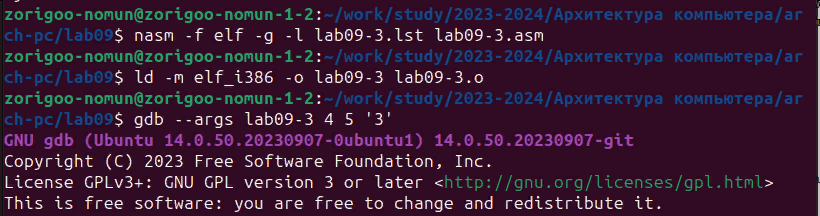 zorigoo-nomun@zorigoo-nomun-1-2:~/work/study/2023-2024/Архитектура компьютера/ar
ch-pc/lab09$ nasm -f elf -g -l lab09-3.lst lab09-3.asm
zorigoo-nomun@zorigoo-nomun-1-2:~/work/study/2023-2024/Архитектура компьютера/ar
ch-pc/lab09$ ld -m elf_i386 -o lab09-3 lab09-3.o
zorigoo-nomun@zorigoo-nomun-1-2:~/work/study/2023-2024/Архитектура компьютера/ar
ch-pc/lab09$ gdb --args lab09-3 4 5 '3'
GNU gdb (Ubuntu 14.0.50.20230907-0ubuntu1) 14.0.50.20230907-git
Copyright (C) 2023 Free Software Foundation, Inc.
License GPLv3+: GNU GPL version 3 or later <http://gnu.org/licenses/gpl.html>
This is free software: you are free to change and redistribute it.